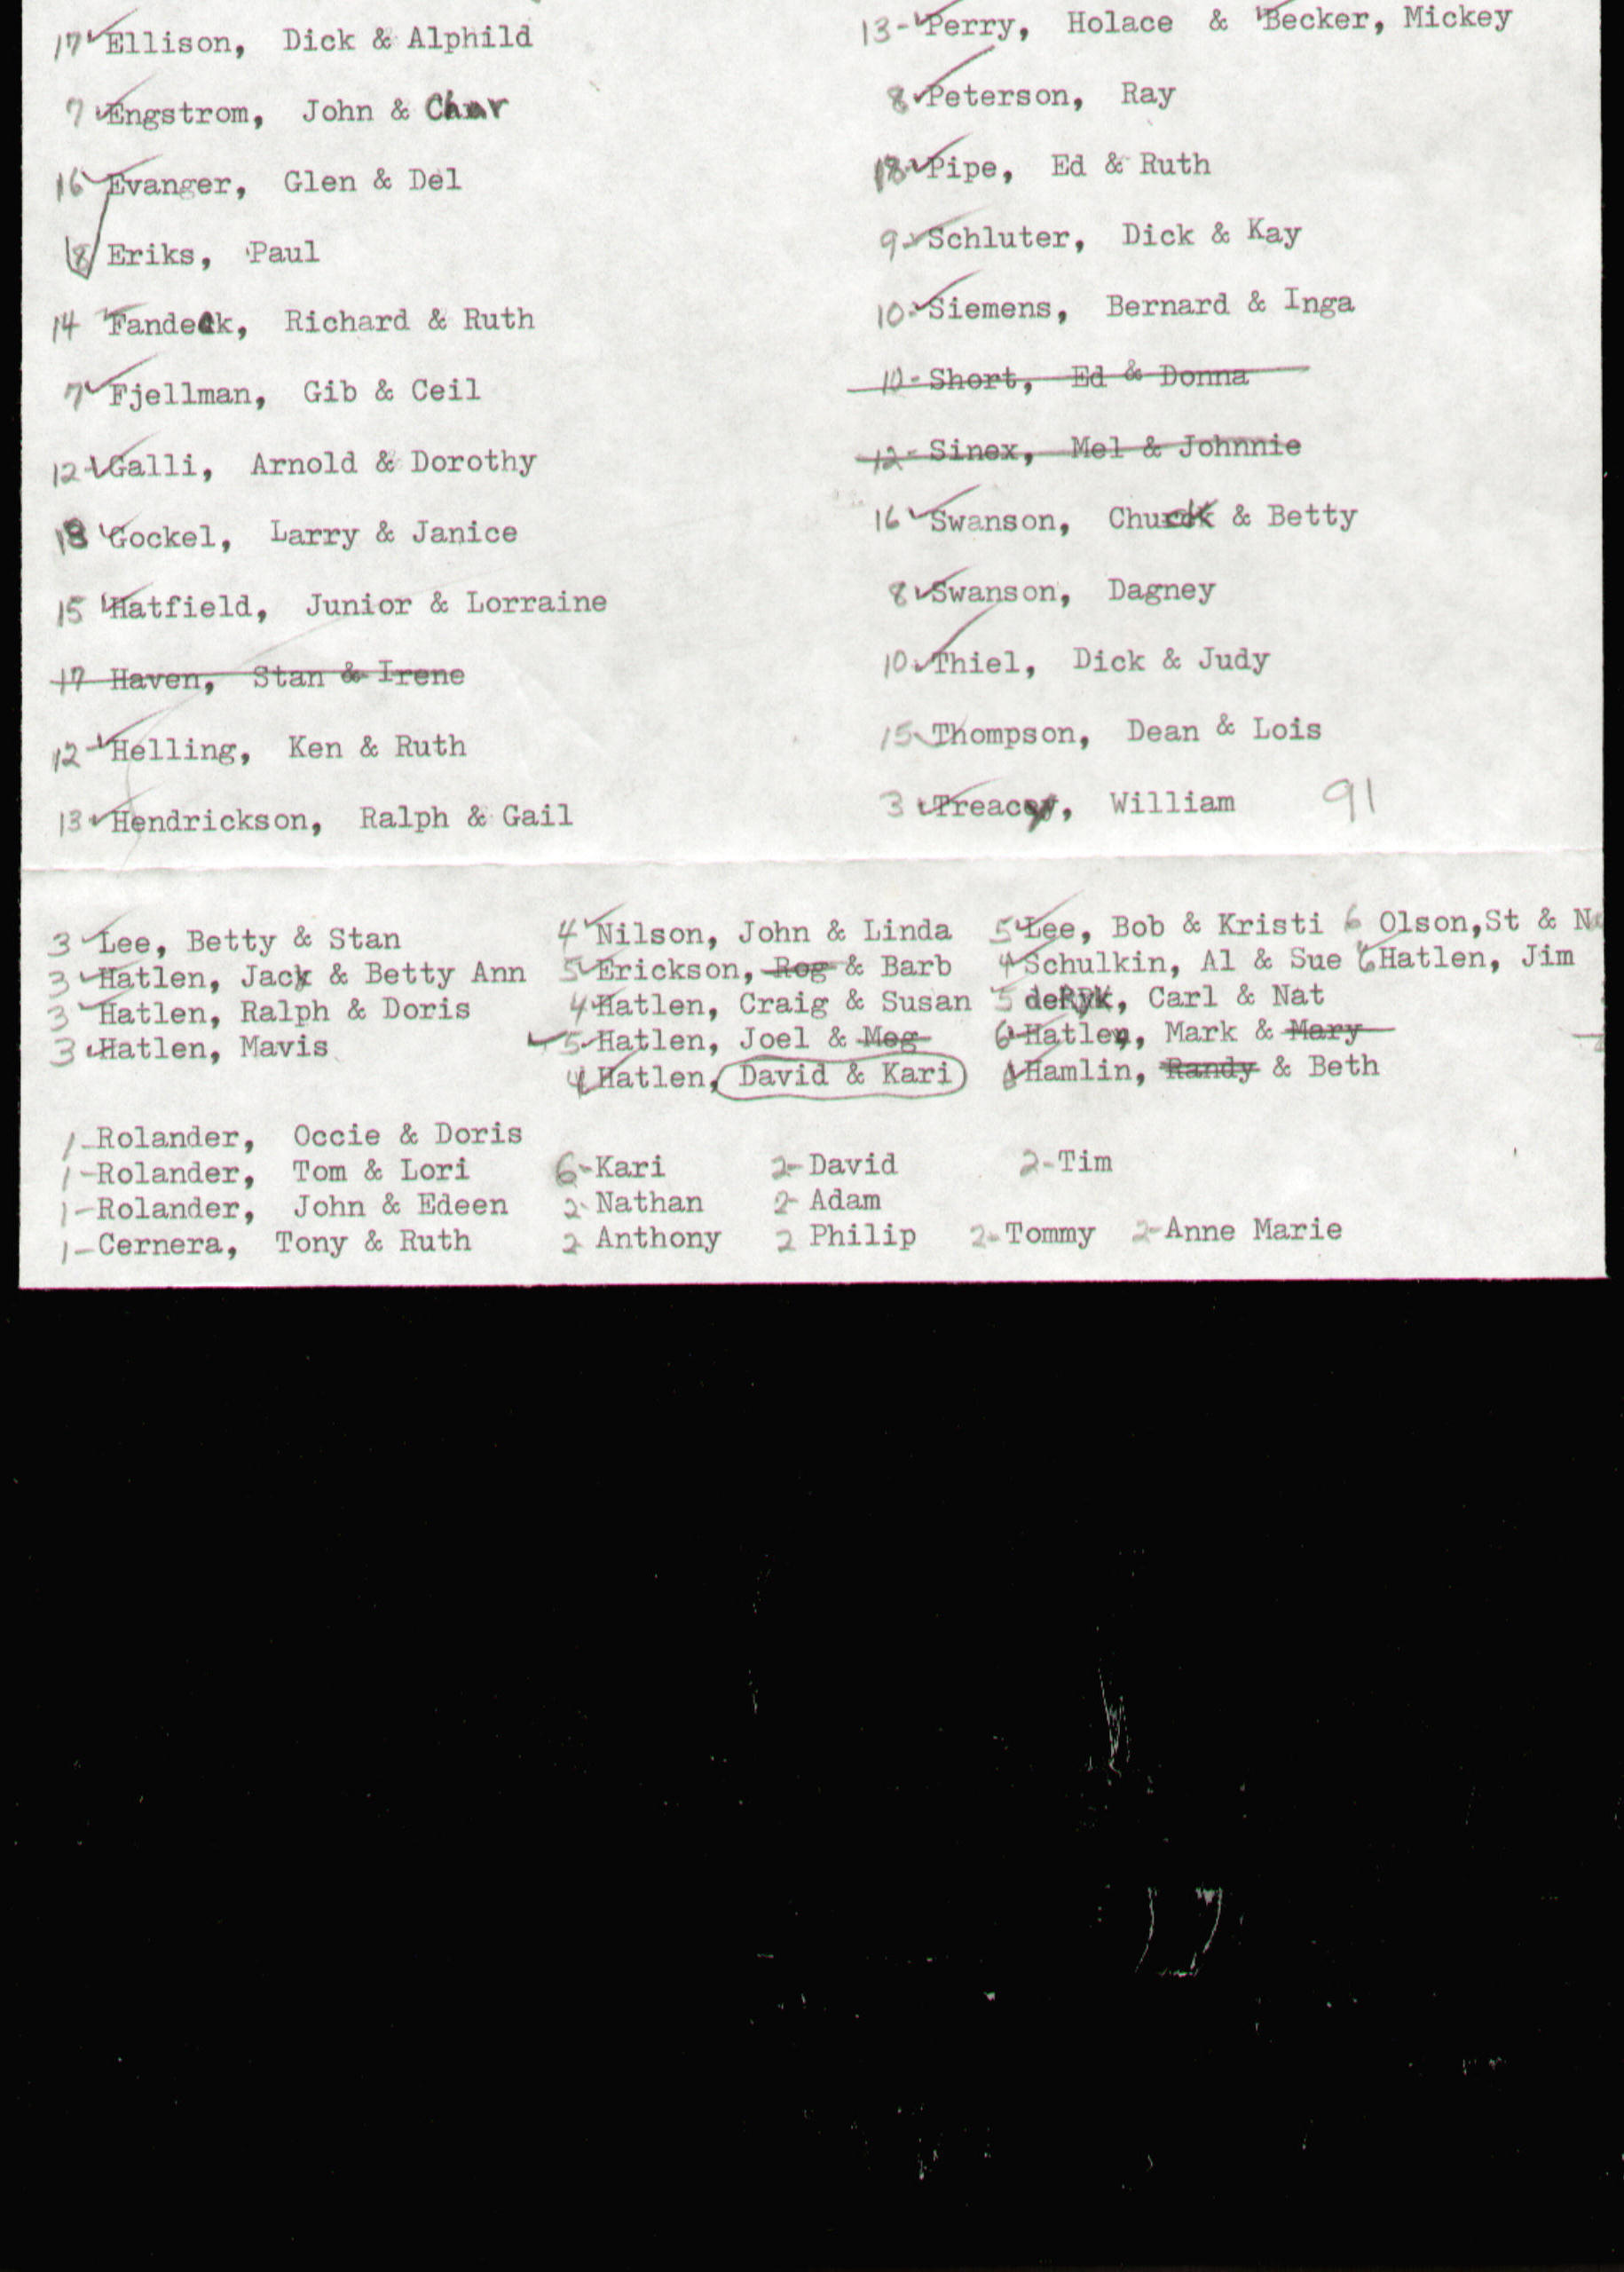 17 Ellison, Dick & Alphild
7 Engstrom, John & Char
16 Evanger, Glen & Del
18 Eriks, Paul
14 Fandeck, Richard & Ruth
7 Fjellman, Gib & Ceil
12 Galli, Arnold & Dorothy
18 Gockel, Larry & Janice
15 Hatfield, Junior & Lorraine
17 Haven, Stan & Irene
12 Helling, Ken & Ruth
13 Hendrickson, Ralph & Gail
13- Perry, Holace & Becker, Mickey
8 Peterson, Ray
18- Pipe, Ed & Ruth
9- Schluter, Dick & Kay
10- Siemens, Bernard & Inga
10- Short, Ed & Donna
12- Sinex, Mel & Johnnie
16 Swanson, Chuck & Betty
8 Swanson, Dagney
10- Thiel, Dick & Judy
15- Thompson, Dean & Lois
3 Treacy, William 91
3 Lee, Betty & Stan
3 Hatlen, Jack & Betty Ann
3 Hatlen, Ralph & Doris
3 Hatlen, Mavis
4 Nilson, John & Linda
5 Erickson, Rog & Barb
4 Hatlen, Craig & Susan
5 Hatlen, Joel & Meg
4 Hatlen, David & Kari
5 Lee, Bob & Kristi 6 Olson,St &
4 Schulkin, Al & Sue 6 Hatlen, Jim
5 deRyk, Carl & Nat
6 Hatlen, Mark & Mary
Hamlin, Randy & Beth
1- Rolander, Occie & Doris
1- Rolander, Tom & Lori 6- Kari 2- David 2- Tim
1- Rolander, John & Edeen 2- Nathan 2- Adam
1- Cernera, Tony & Ruth 2 Anthony 2 Philip 2- Tommy 2- Anne Marie